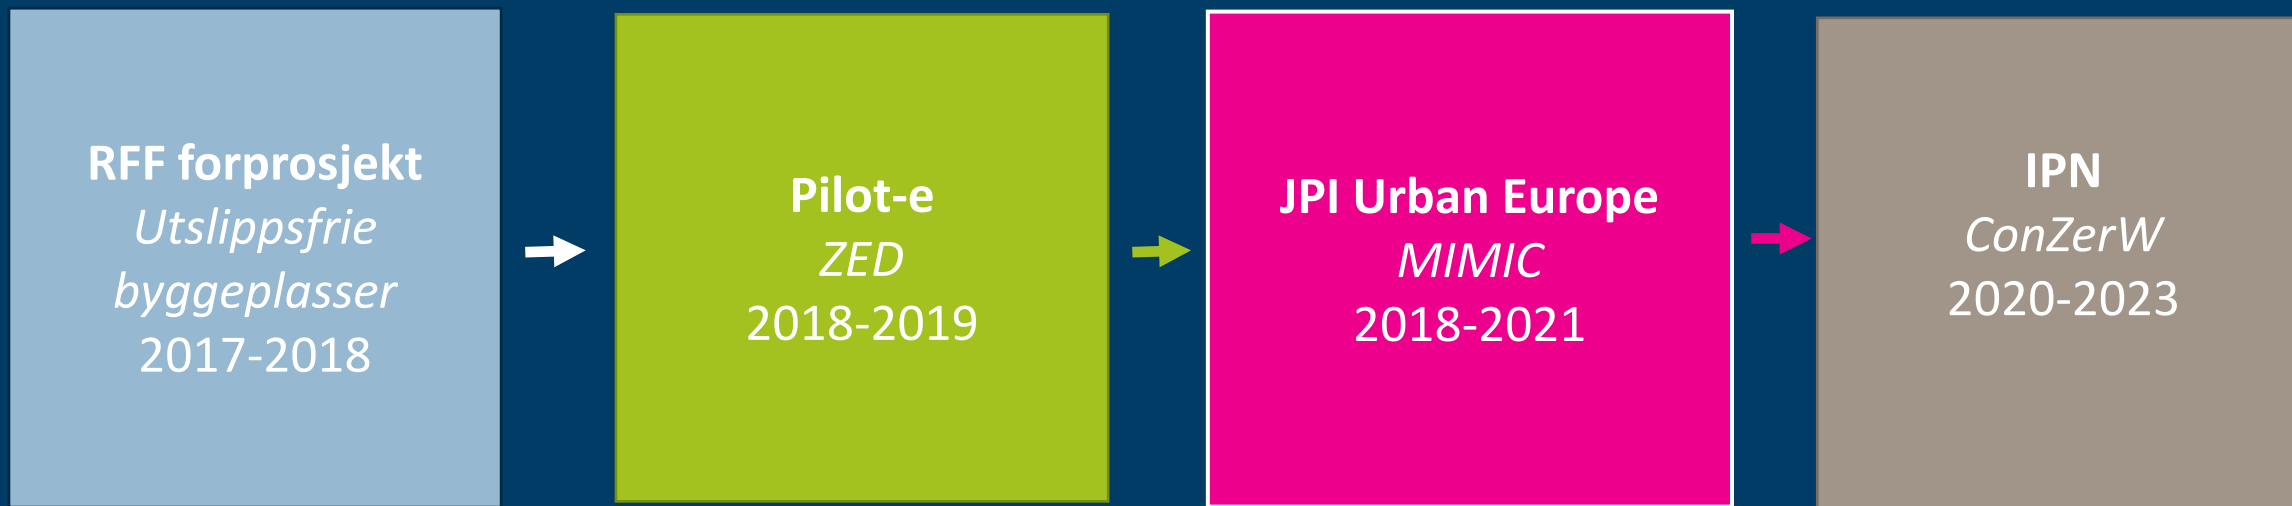 RFF forprosjekt
Utslippsfrie
byggeplasser
2017-2018
Pilot-e
ZED
2018-2019
JPI Urban Europe
MIMIC
2018-2021
IPN
ConZerW
2020-2023